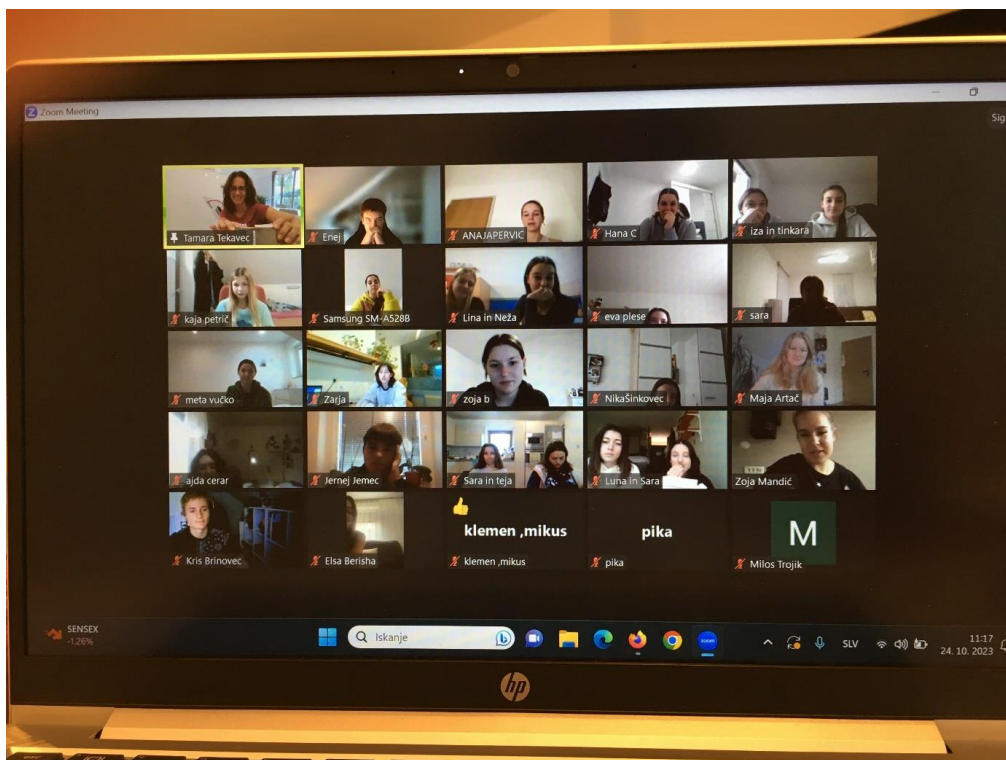 Zoom Meeting
Tamara Tekavec
Enej
ANAJAPERVIC
Hana C
iza in tinkara
kaja petrič
Samsung SM-A528B
Lina in Neža
eva plese
sara
meta vučko
Zarja
zoja b
NikaŠinkovec
Maja Artač
ajda cerar
Jernej Jemec
Sara in teja
Luna in Sara
Zoja Mandić
Kris Brinovec
Elsa Berisha
klemen ,mikus
klemen ,mikus
pika
pika
M
Milos Trojik
SENSEX
-1.26%
Iskanje
zoom
SLV
11:17
24. 10. 2023
hp